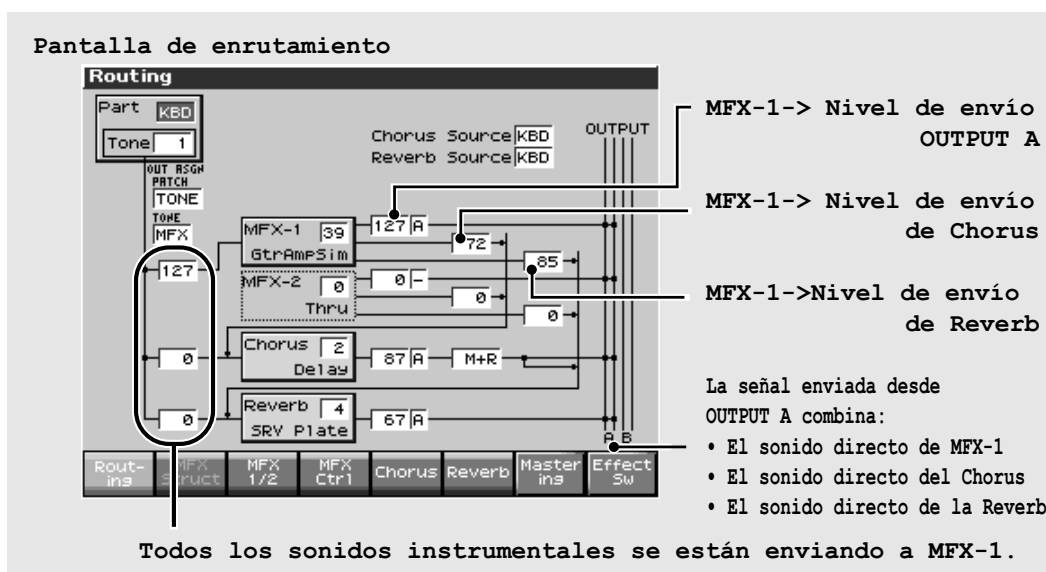 Pantalla de enrutamiento
Routing
Part KBD
Tone 1
OUT ASGN
PATCH
TONE
TONE
MFX
Chorus Source KBD
Reverb Source KBD
OUTPUT
127
0
0
MFX-1 39
GtrAmpSim
127 A
72
85
MFX-2 0
Thru
0 –
0
0
Chorus 2
Delay
87 A
M+R
Reverb 4
SRV Plate
67 A
A B
Rout-
ing
MFX
Struct
MFX
1/2
MFX
Ctrl
Chorus
Reverb
Master
ing
Effect
Sw
MFX-1-> Nivel de envío
OUTPUT A
MFX-1-> Nivel de envío
de Chorus
MFX-1->Nivel de envío
de Reverb
La señal enviada desde
OUTPUT A combina:
• El sonido directo de MFX-1
• El sonido directo del Chorus
• El sonido directo de la Reverb
Todos los sonidos instrumentales se están enviando a MFX-1.